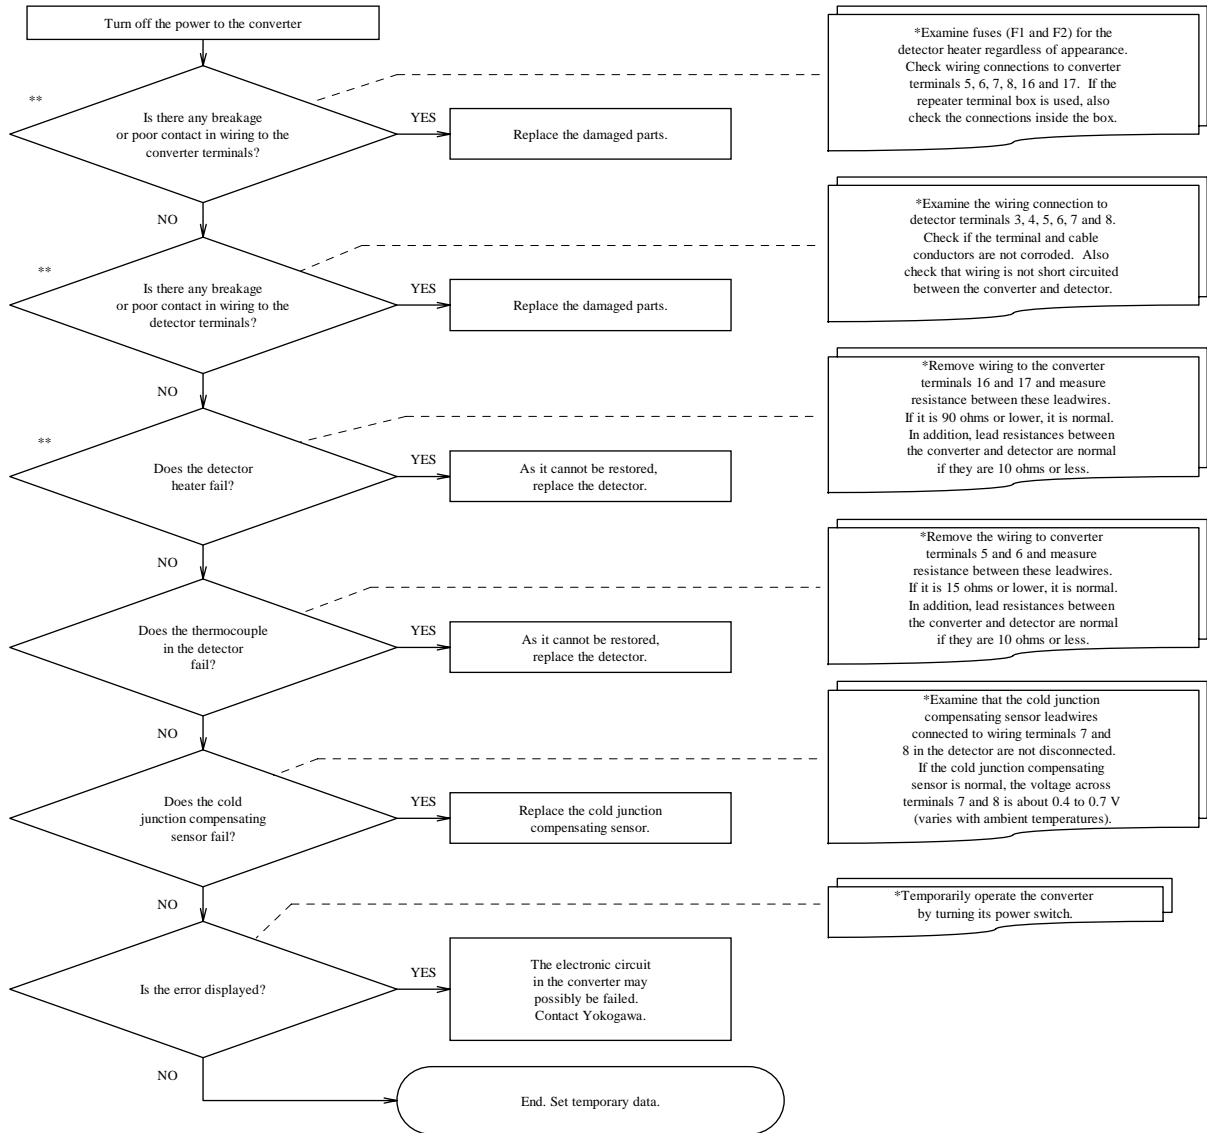 Turn off the power to the converter
*Examine fuses (F1 and F2) for the
detector heater regardless of appearance.
Check wiring connections to converter
terminals 5, 6, 7, 8, 16 and 17. If the
repeater terminal box is used, also
check the connections inside the box.
**
Is there any breakage
or poor contact in wiring to the
converter terminals?
YES
Replace the damaged parts.
NO
*Examine the wiring connection to
detector terminals 3, 4, 5, 6, 7 and 8.
Check if the terminal and cable
conductors are not corroded. Also
check that wiring is not short circuited
between the converter and detector.
**
Is there any breakage
or poor contact in wiring to the
detector terminals?
YES
Replace the damaged parts.
NO
*Remove wiring to the converter
terminals 16 and 17 and measure
resistance between these leadwires.
If it is 90 ohms or lower, it is normal.
In addition, lead resistances between
the converter and detector are normal
if they are 10 ohms or less.
**
Does the detector
heater fail?
YES
As it cannot be restored,
replace the detector.
NO
*Remove the wiring to converter
terminals 5 and 6 and measure
resistance between these leadwires.
If it is 15 ohms or lower, it is normal.
In addition, lead resistances between
the converter and detector are normal
if they are 10 ohms or less.
Does the thermocouple
in the detector
fail?
YES
As it cannot be restored,
replace the detector.
NO
*Examine that the cold junction
compensating sensor leadwires
connected to wiring terminals 7 and
8 in the detector are not disconnected.
If the cold junction compensating
sensor is normal, the voltage across
terminals 7 and 8 is about 0.4 to 0.7 V
(varies with ambient temperatures).
Does the cold
junction compensating
sensor fail?
YES
Replace the cold junction
compensating sensor.
NO
*Temporarily operate the converter
by turning its power switch.
Is the error displayed?
YES
The electronic circuit
in the converter may
possibly be failed.
Contact Yokogawa.
NO
End. Set temporary data.